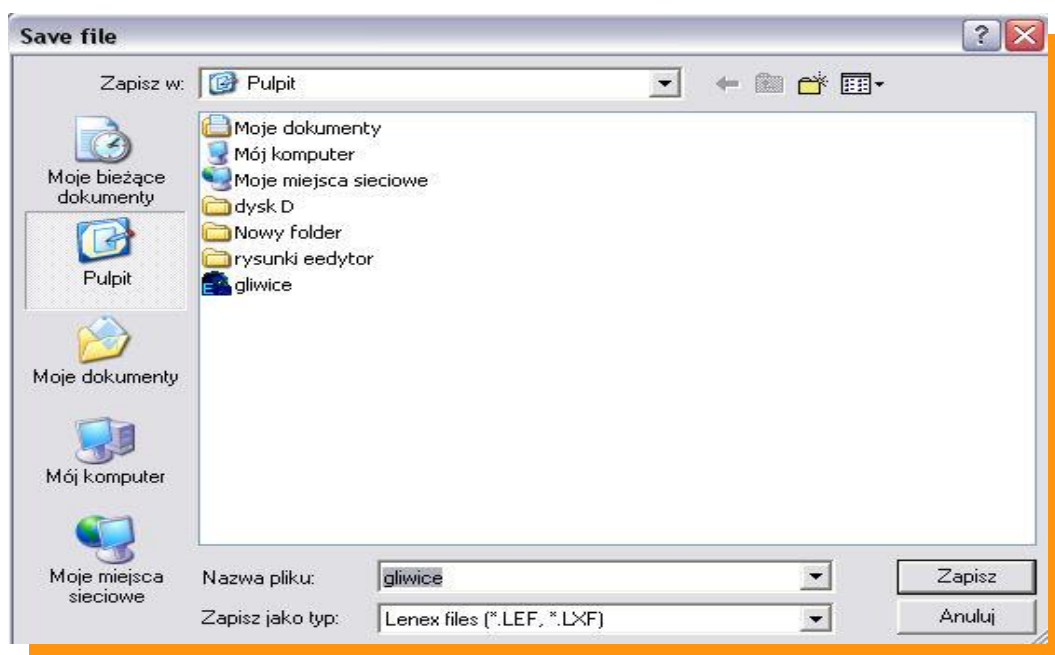 Save file
Zapisz w:
Pulpit
Moje bieżące
dokumenty
Pulpit
Moje dokumenty
Mój komputer
Moje miejsca
sieciowe
Moje dokumenty
Mój komputer
Moje miejsca sieciowe
dysk D
Nowy folder
rysunki eedytor
gliwice
Nazwa pliku:
gliwice
Zapisz
Zapisz jako typ:
Lenex files (*.LEF, *.LXF)
Anuluj